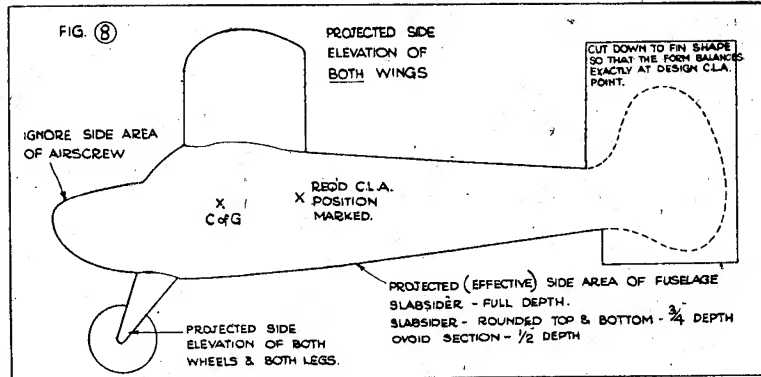 FIG. 8
PROJECTED SIDE
ELEVATION OF
BOTH WINGS
CUT DOWN TO FIN SHAPE
SO THAT THE FORM BALANCES
EXACTLY AT DESIGN C.L.A.
POINT.
IGNORE SIDE AREA
OF AIRSCREW
X
C of G
X
REQ'D C.L.A.
POSITION
MARKED.
PROJECTED (EFFECTIVE) SIDE AREA OF FUSELAGE
SLABSIDER - FULL DEPTH.
SLABSIDER - ROUNDED TOP & BOTTOM - 3/4 DEPTH
OVOID SECTION - 1/2 DEPTH
PROJECTED SIDE
ELEVATION OF BOTH
WHEELS & BOTH LEGS.